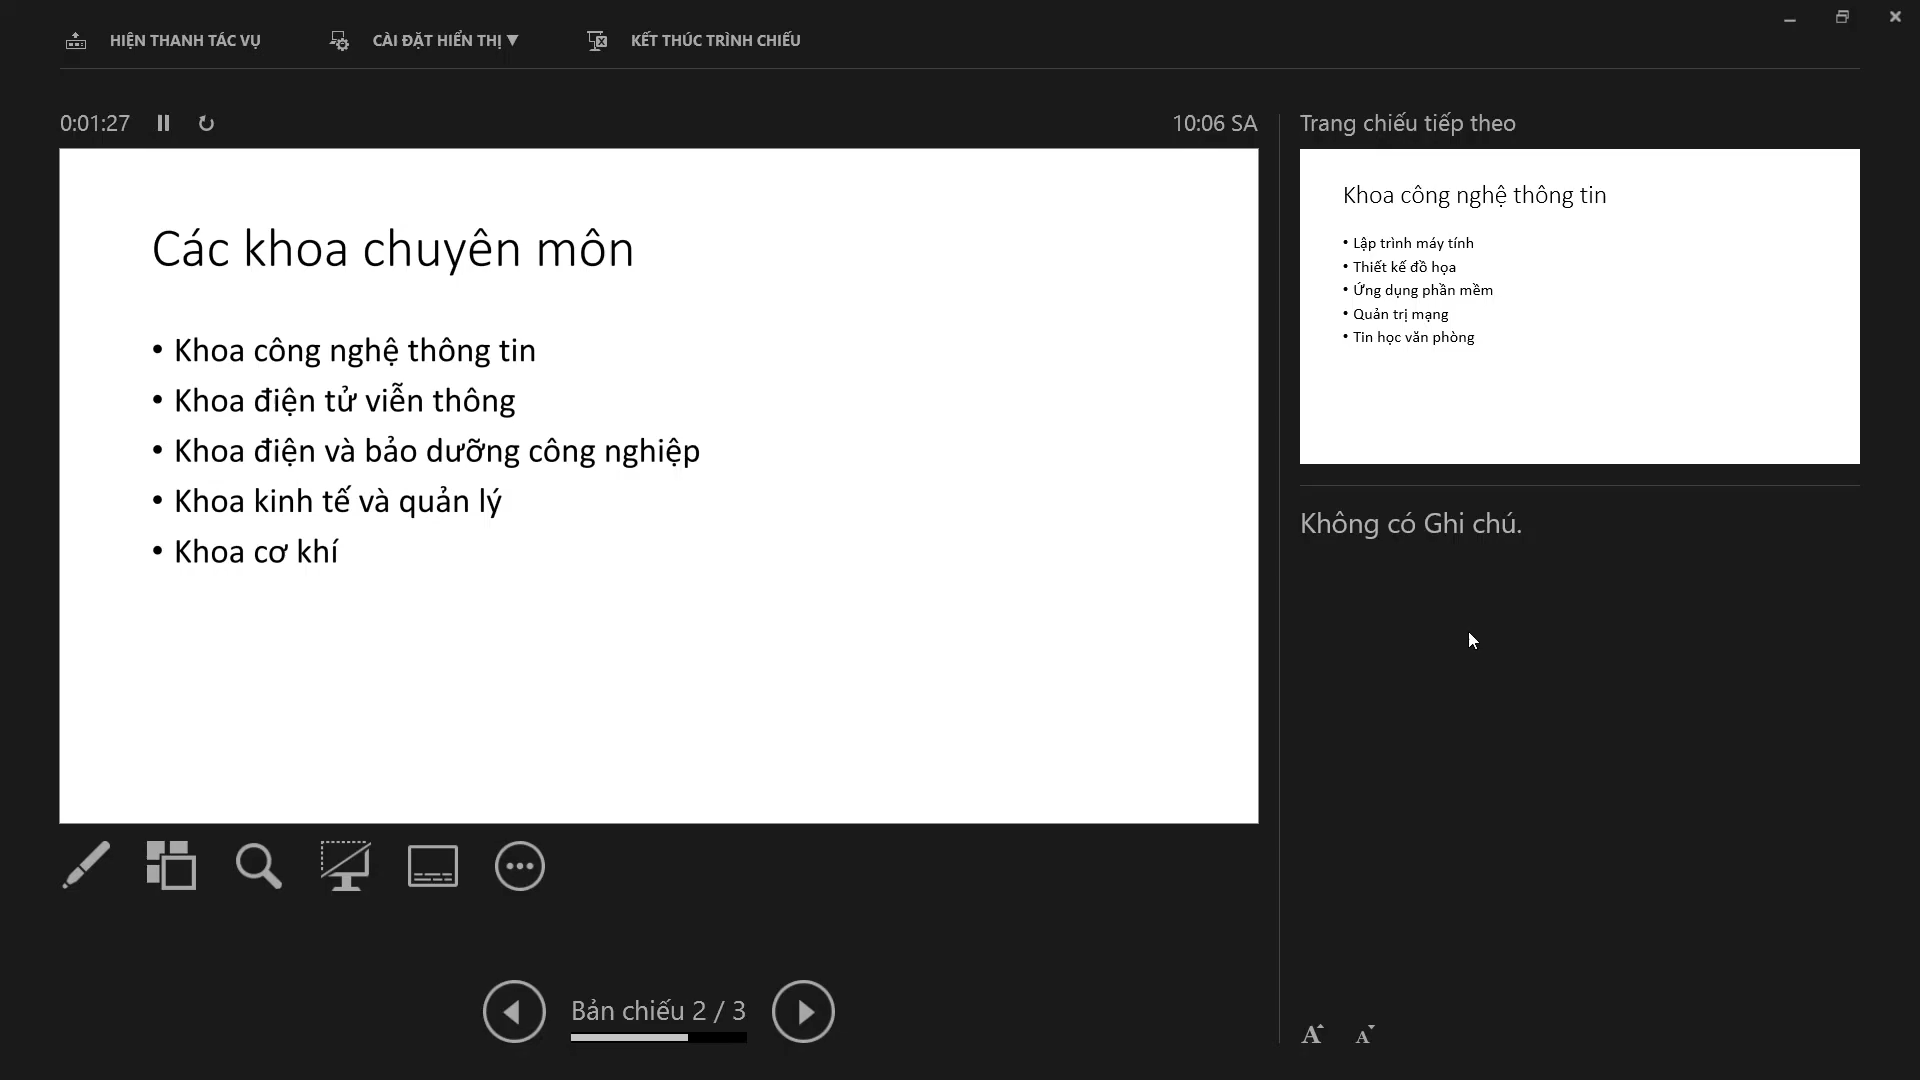 HIỆN THANH TÁC VỤ
CÀI ĐẶT HIỂN THỊ ▼
KẾT THÚC TRÌNH CHIẾU
0:01:27
10:06 SA
Các khoa chuyên môn
• Khoa công nghệ thông tin
• Khoa điện tử viễn thông
• Khoa điện và bảo dưỡng công nghiệp
• Khoa kinh tế và quản lý
• Khoa cơ khí
Bản chiếu 2 / 3
Trang chiếu tiếp theo
Khoa công nghệ thông tin
• Lập trình máy tính
• Thiết kế đồ họa
• Ứng dụng phần mềm
• Quản trị mạng
• Tin học văn phòng
Không có Ghi chú.
A A